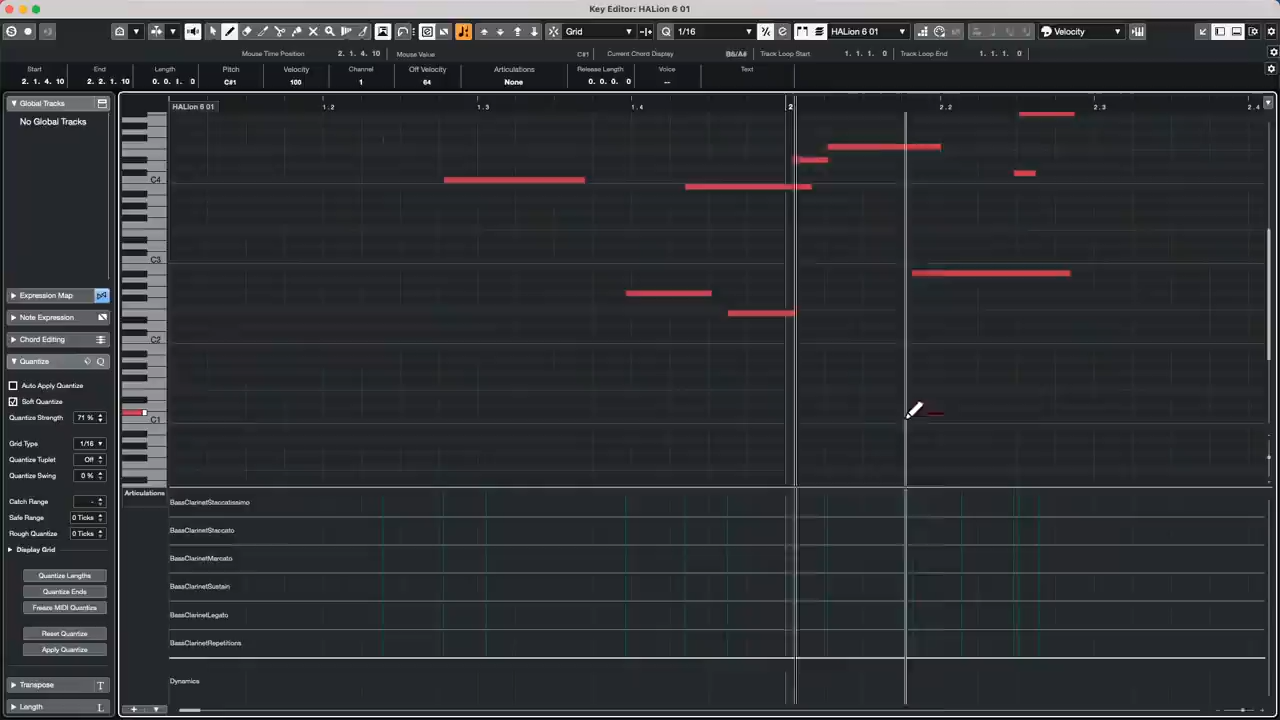 Key Editor: HALion 6 01
Grid
1/16
HALion 6 01
Velocity
Mouse Time Position 2. 1. 4. 10 Mouse Value C#1 Current Chord Display Bb/A# Track Loop Start 1. 1. 1. 0 Track Loop End 1. 1. 1. 0
Start End Length Pitch Velocity Channel Off Velocity Articulations Release Length Voice Text
2. 1. 4. 10 2. 2. 1. 10 0. 0. 1. 0 C#1 100 1 64 None 0. 0. 0. 0 --
Global Tracks
No Global Tracks
HALion 6 01
1.2 1.3 1.4 2 2.2 2.3 2.4
C4
C3
C2
C1
Expression Map
Note Expression
Chord Editing
Quantize
Auto Apply Quantize
Soft Quantize
Quantize Strength 71 %
Grid Type 1/16
Quantize Tuplet Off
Quantize Swing 0 %
Catch Range -
Safe Range 0 Ticks
Rough Quantize 0 Ticks
Display Grid
Quantize Lengths
Quantize Ends
Freeze MIDI Quantize
Reset Quantize
Apply Quantize
Transpose
Length
Articulations
BassClarinetStaccatissimo
BassClarinetStaccato
BassClarinetMarcato
BassClarinetSustain
BassClarinetLegato
BassClarinetRepetitions
Dynamics